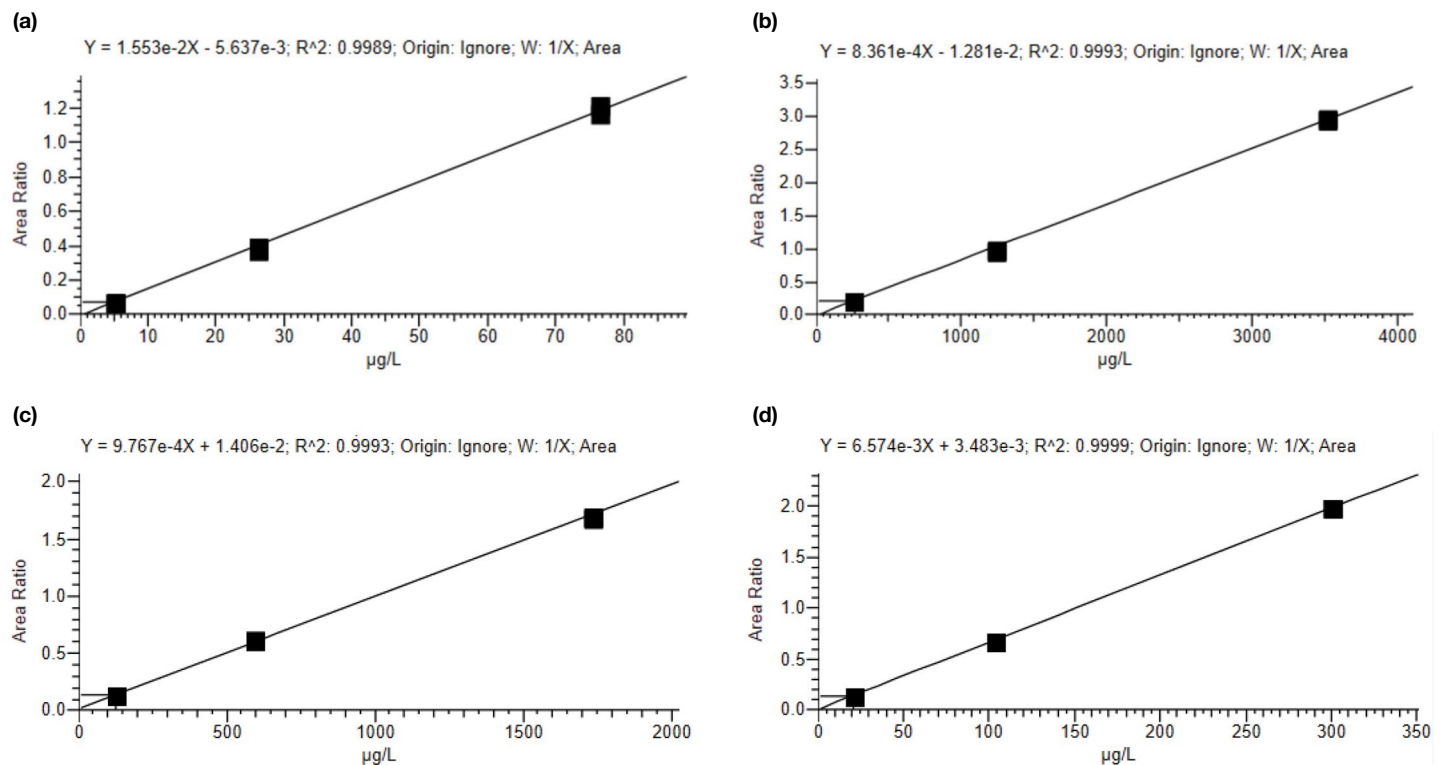 (a)
Y = 1.553e-2X - 5.637e-3; R^2: 0.9989; Origin: Ignore; W: 1/X; Area
Area Ratio
1.2
1.0
0.8
0.6
0.4
0.2
0.0
0 10 20 30 40 50 60 70 80
µg/L
(b)
Y = 8.361e-4X - 1.281e-2; R^2: 0.9993; Origin: Ignore; W: 1/X; Area
Area Ratio
3.5
3.0
2.5
2.0
1.5
1.0
0.5
0.0
0 1000 2000 3000 4000
µg/L
(c)
Y = 9.767e-4X + 1.406e-2; R^2: 0.9993; Origin: Ignore; W: 1/X; Area
Area Ratio
2.0
1.5
1.0
0.5
0.0
0 500 1000 1500 2000
µg/L
(d)
Y = 6.574e-3X + 3.483e-3; R^2: 0.9999; Origin: Ignore; W: 1/X; Area
Area Ratio
2.0
1.5
1.0
0.5
0.0
0 50 100 150 200 250 300 350
µg/L